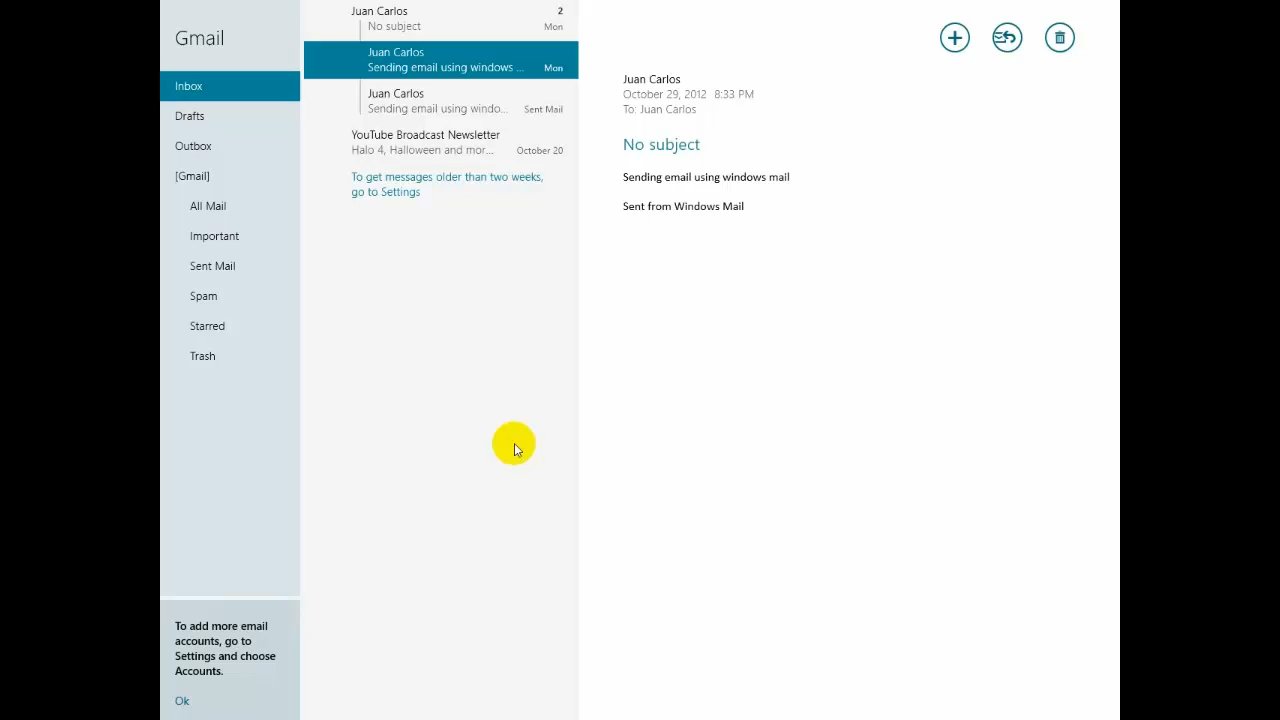 Gmail
Inbox
Drafts
Outbox
[Gmail]
All Mail
Important
Sent Mail
Spam
Starred
Trash
To add more email
accounts, go to
Settings and choose
Accounts.
Ok
Juan Carlos 2
No subject Mon
Juan Carlos
Sending email using windows ... Mon
Juan Carlos
Sending email using windo... Sent Mail
YouTube Broadcast Newsletter
Halo 4, Halloween and mor... October 20
To get messages older than two weeks,
go to Settings
Juan Carlos
October 29, 2012 8:33 PM
To: Juan Carlos
No subject
Sending email using windows mail
Sent from Windows Mail